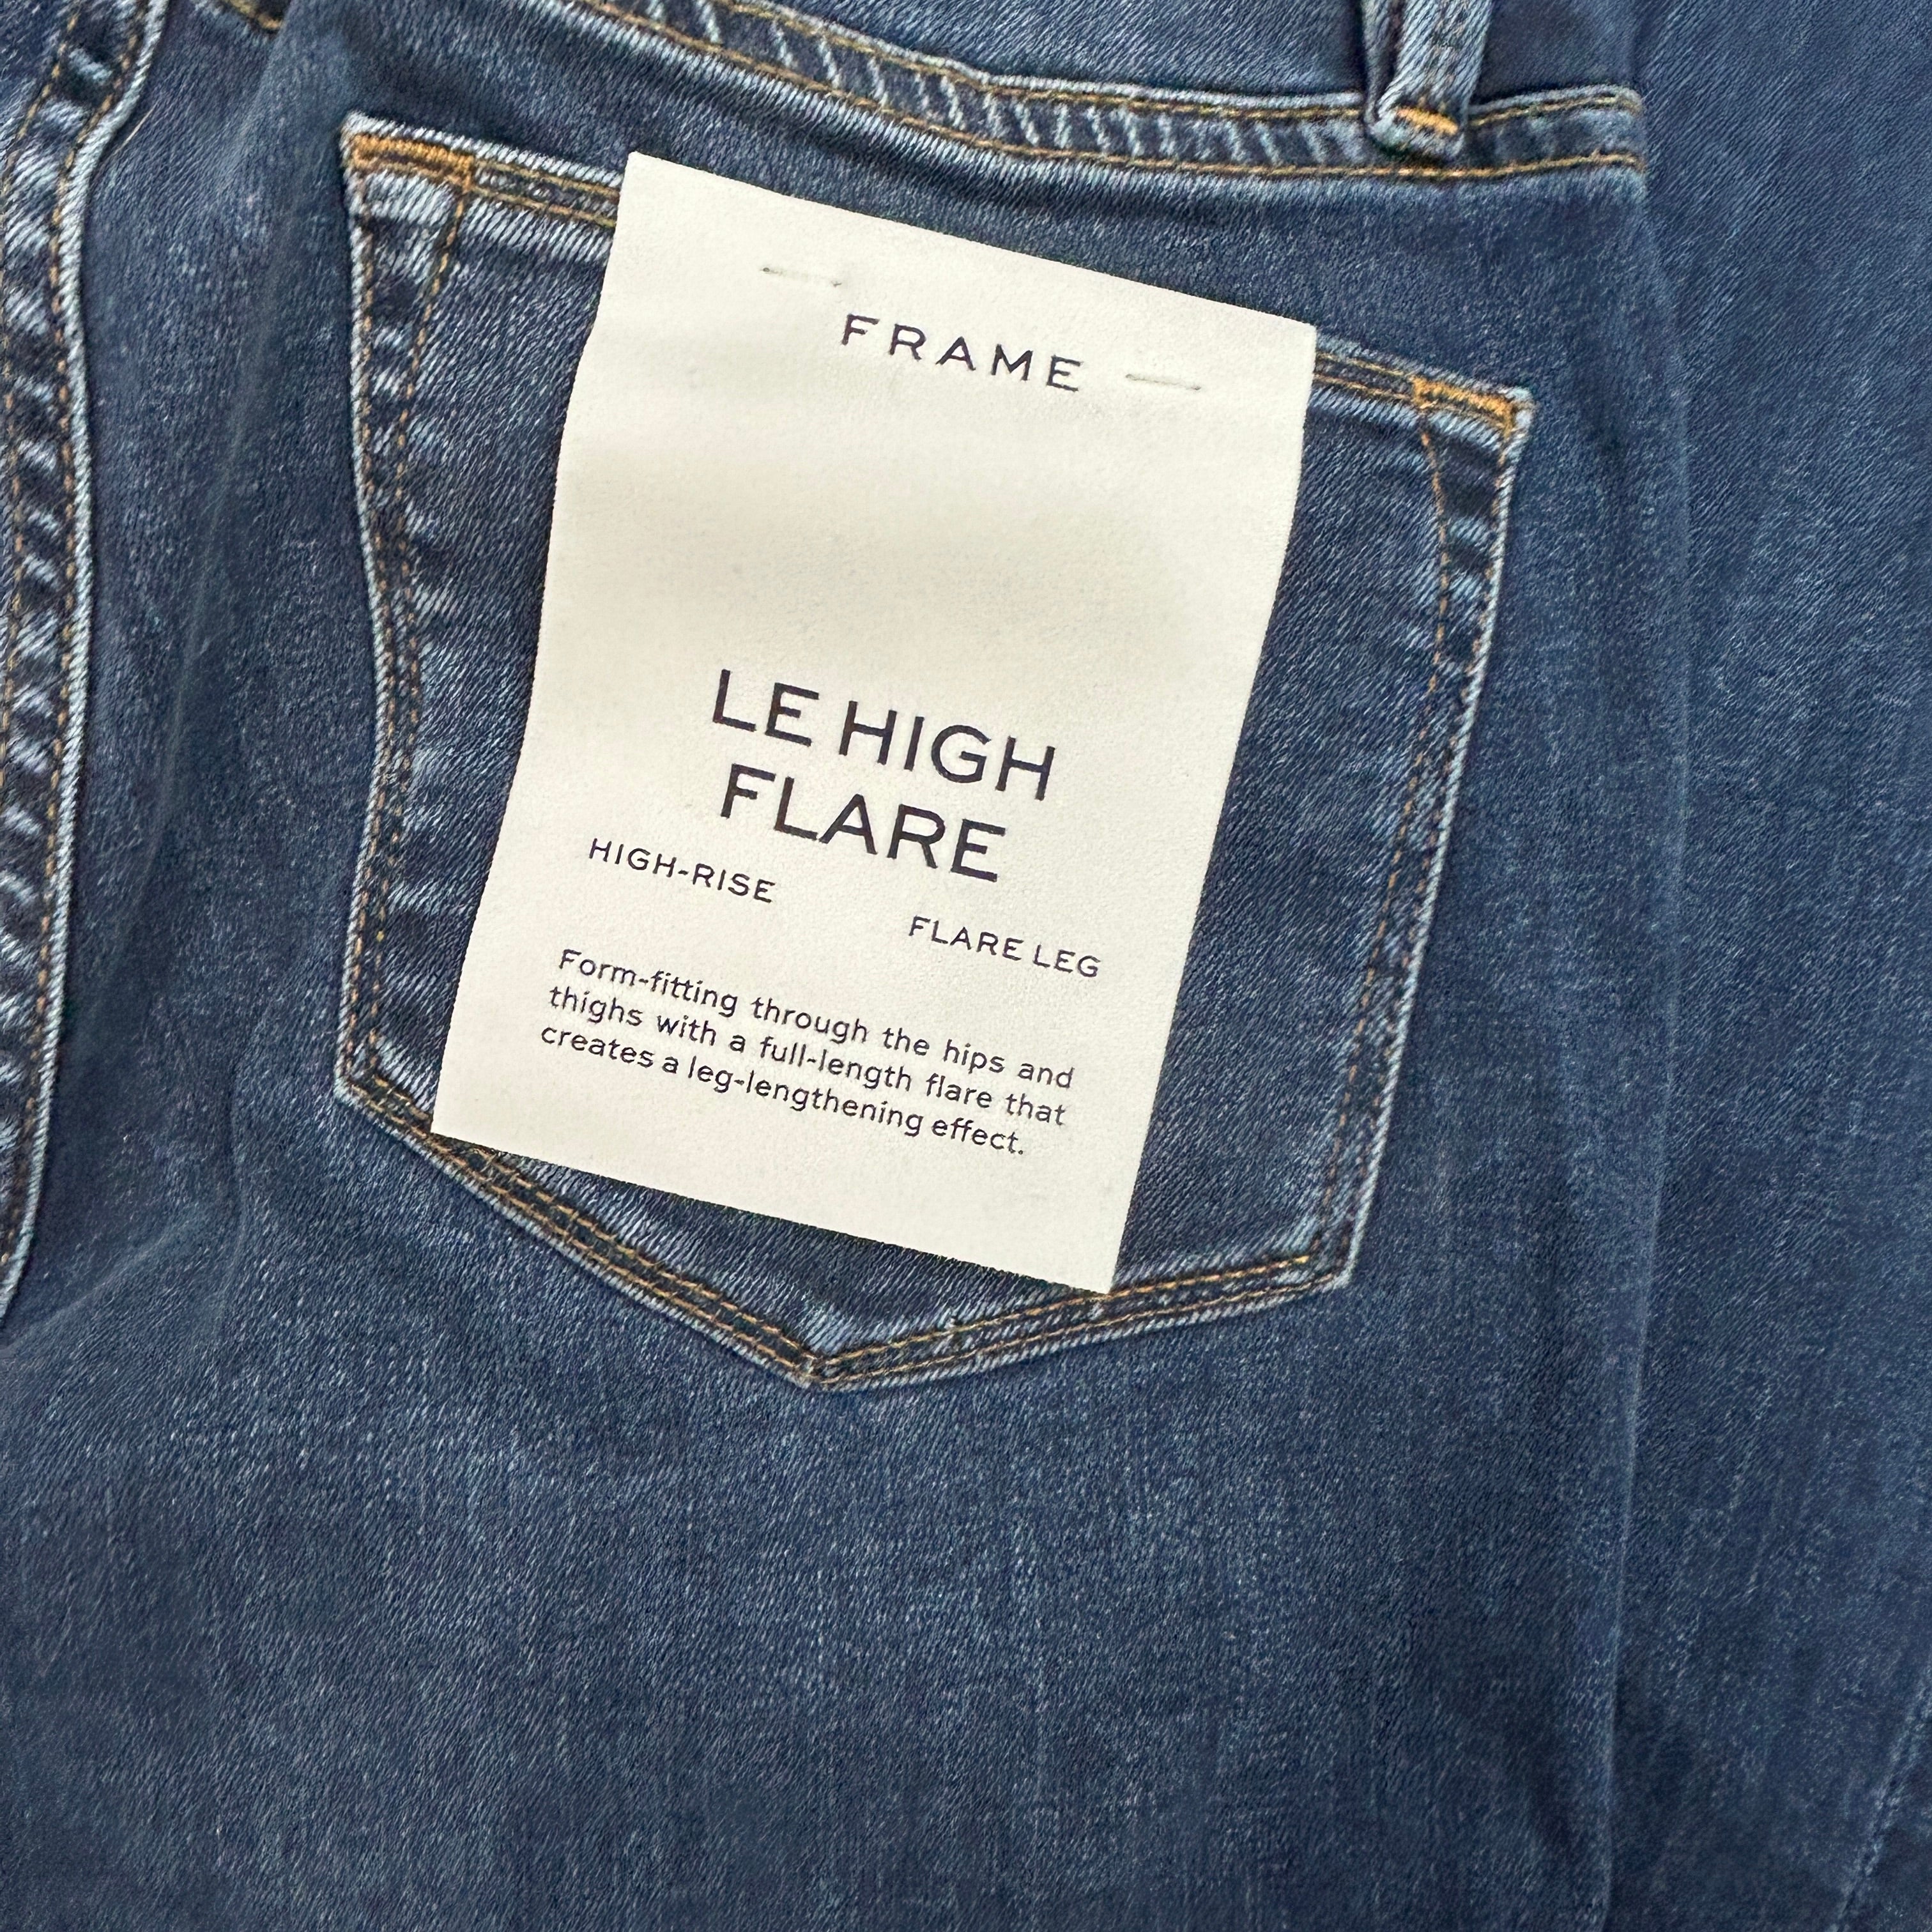 FRAME
LE HIGH
FLARE
HIGH-RISE
FLARE LEG
Form-fitting through the hips and
thighs with a full-length flare that
creates a leg-lengthening effect.